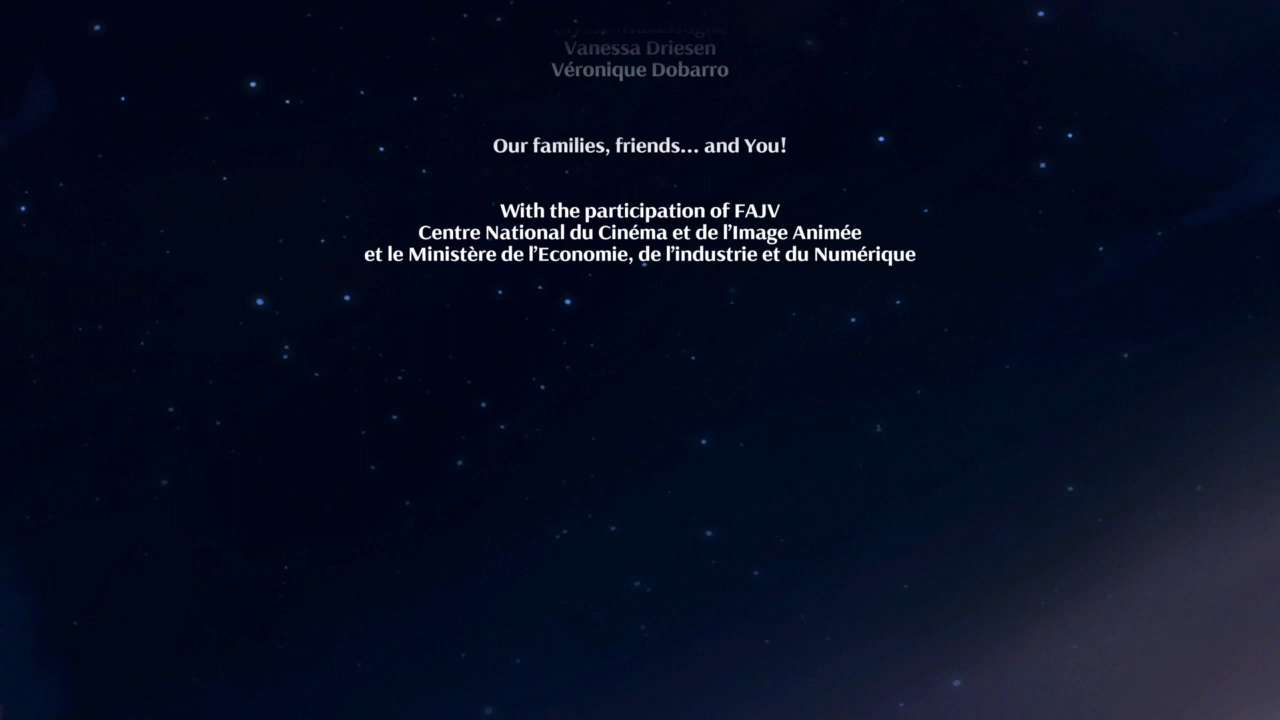 Vanessa Driesen
Véronique Dobarro
Our families, friends... and You!
With the participation of FAJV
Centre National du Cinéma et de l'Image Animée
et le Ministère de l'Economie, de l'industrie et du Numérique